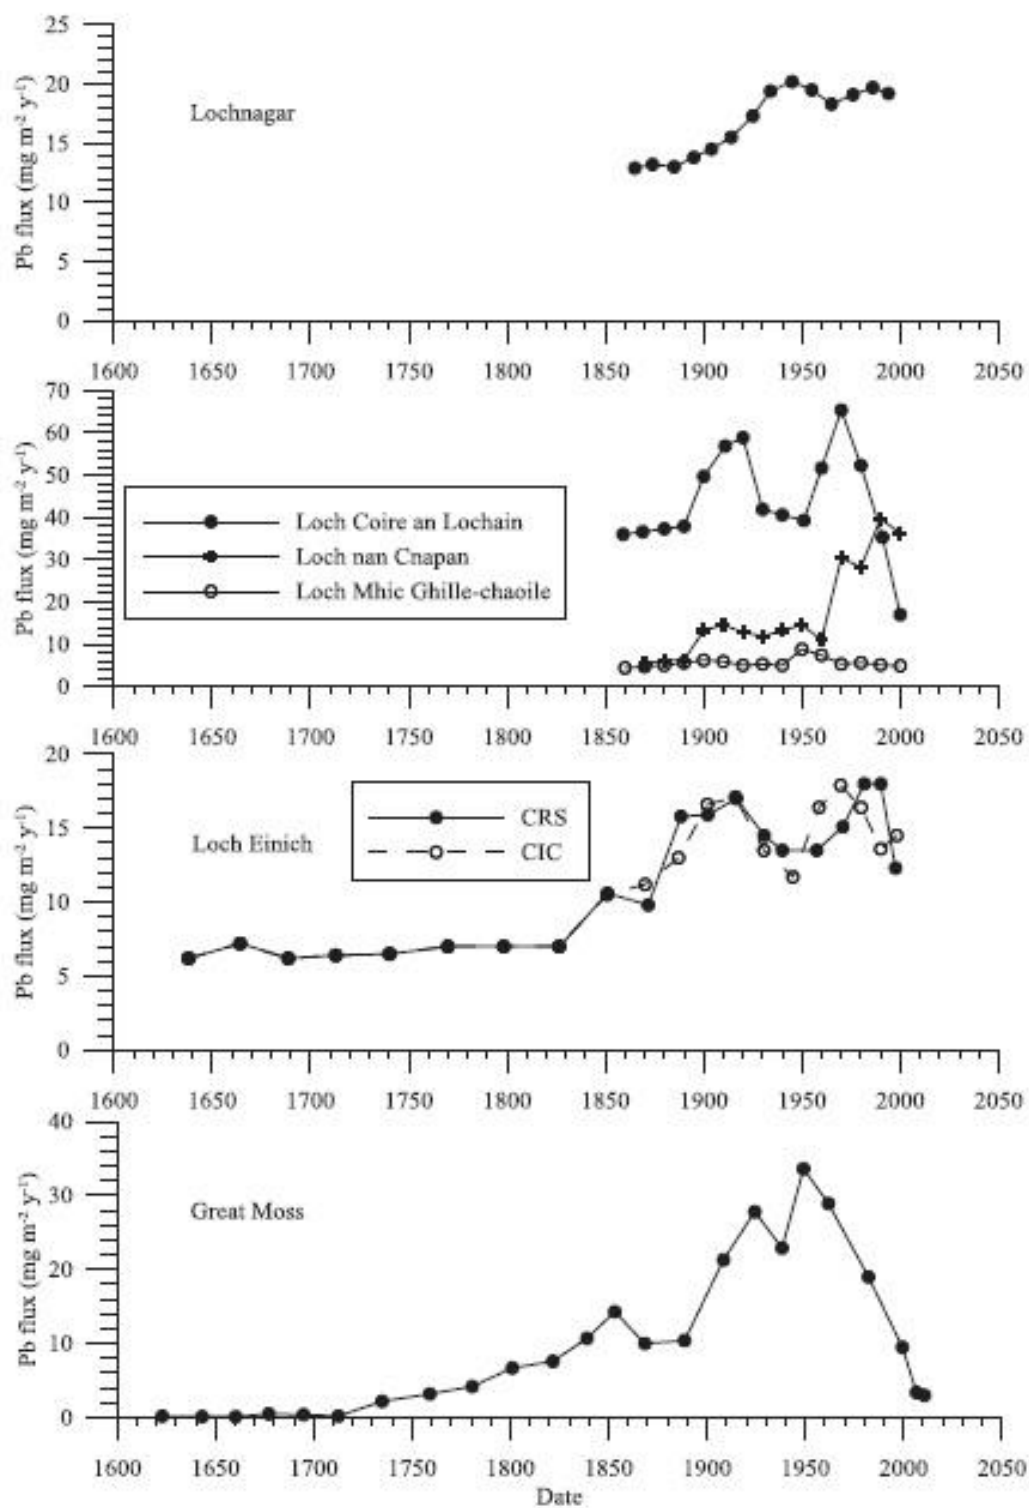 25
20
15
10
5
0
Pb flux (mg m⁻² y⁻¹)
Lochnagar
1600 1650 1700 1750 1800 1850 1900 1950 2000 2050
70
60
50
40
30
20
10
0
Pb flux (mg m⁻² y⁻¹)
Loch Coire an Lochain
Loch nan Cnapan
Loch Mhic Ghille-chaoile
1600 1650 1700 1750 1800 1850 1900 1950 2000 2050
20
15
10
5
0
Pb flux (mg m⁻² y⁻¹)
Loch Einich
CRS
CIC
1600 1650 1700 1750 1800 1850 1900 1950 2000 2050
40
30
20
10
0
Pb flux (mg m⁻² y⁻¹)
Great Moss
1600 1650 1700 1750 1800 1850 1900 1950 2000 2050
Date